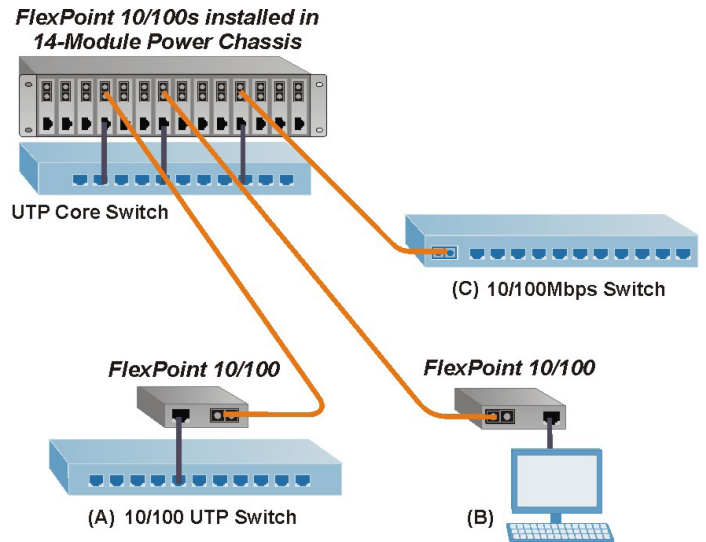 FlexPoint 10/100s installed in
14-Module Power Chassis
UTP Core Switch
(C) 10/100Mbps Switch
FlexPoint 10/100
FlexPoint 10/100
(A) 10/100 UTP Switch
(B)